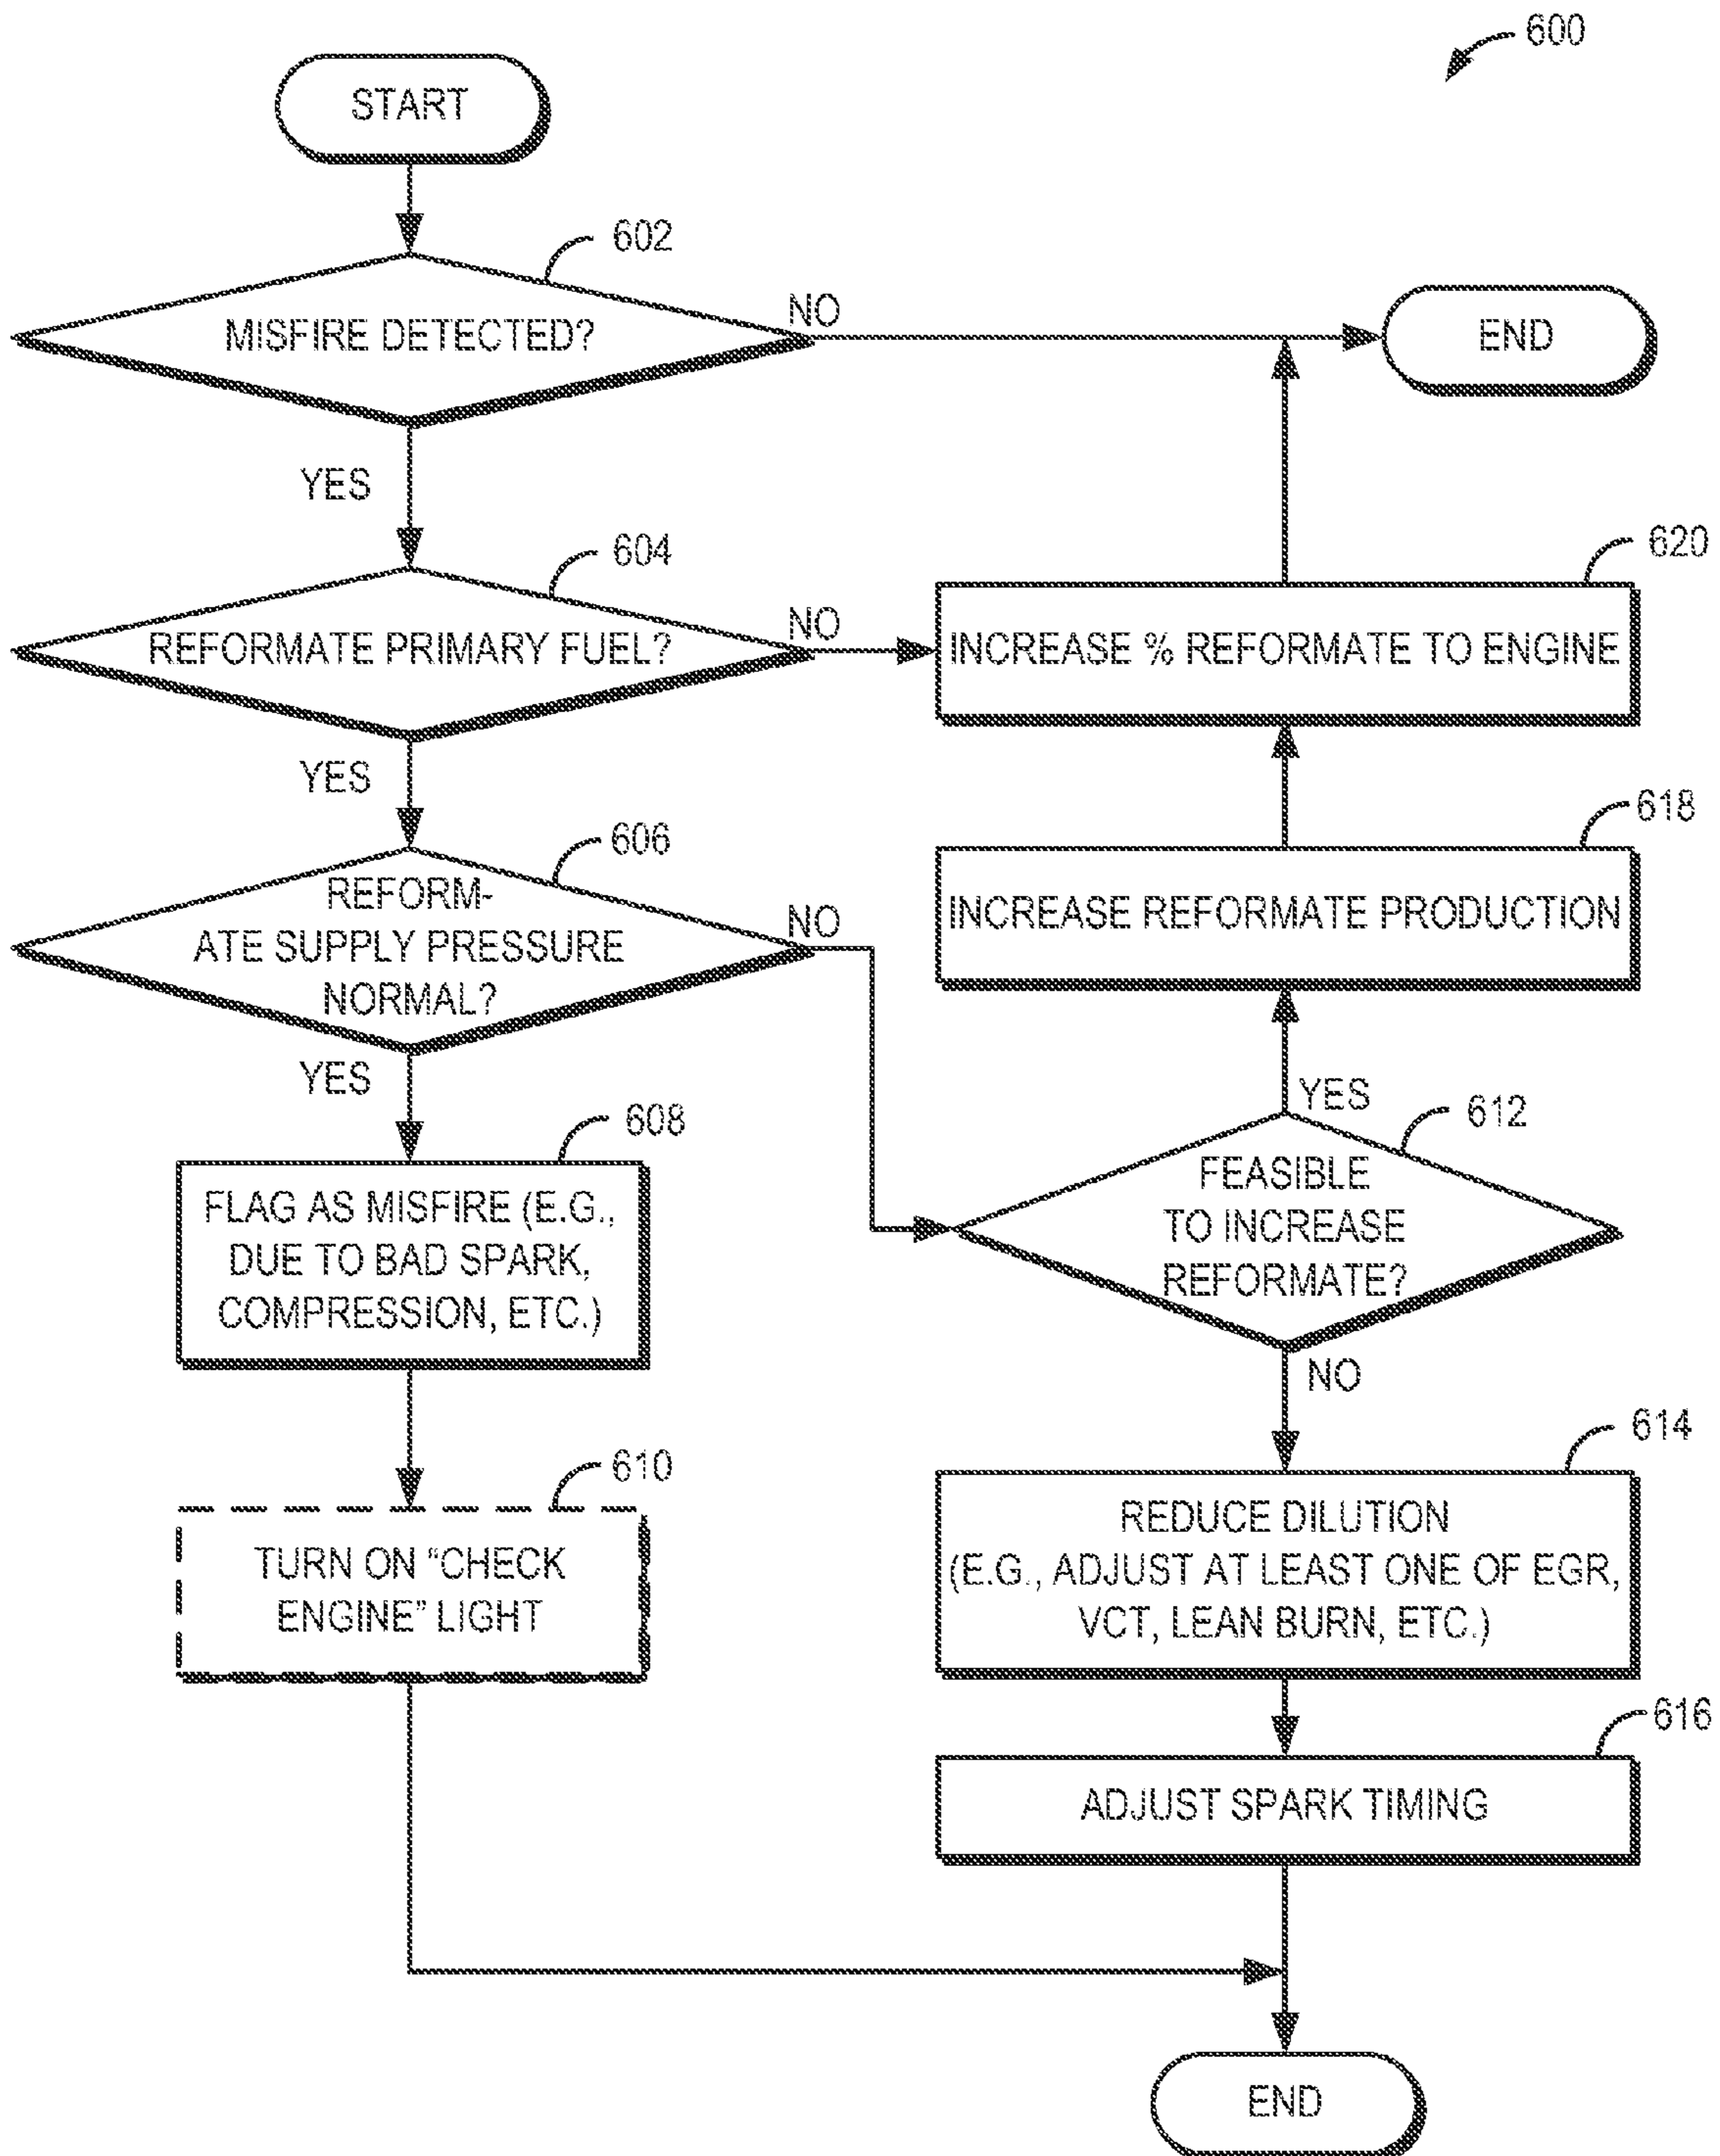 600
START
602
MISFIRE DETECTED?
NO
END
YES
604
REFORMATE PRIMARY FUEL?
NO
620
INCREASE % REFORMATE TO ENGINE
YES
606
REFORM-
ATE SUPPLY PRESSURE
NORMAL?
NO
618
INCREASE REFORMATE PRODUCTION
YES
YES
612
FEASIBLE
TO INCREASE
REFORMATE?
NO
608
FLAG AS MISFIRE (E.G.,
DUE TO BAD SPARK,
COMPRESSION, ETC.)
610
TURN ON “CHECK
ENGINE” LIGHT
614
REDUCE DILUTION
(E.G., ADJUST AT LEAST ONE OF EGR,
VCT, LEAN BURN, ETC.)
616
ADJUST SPARK TIMING
END